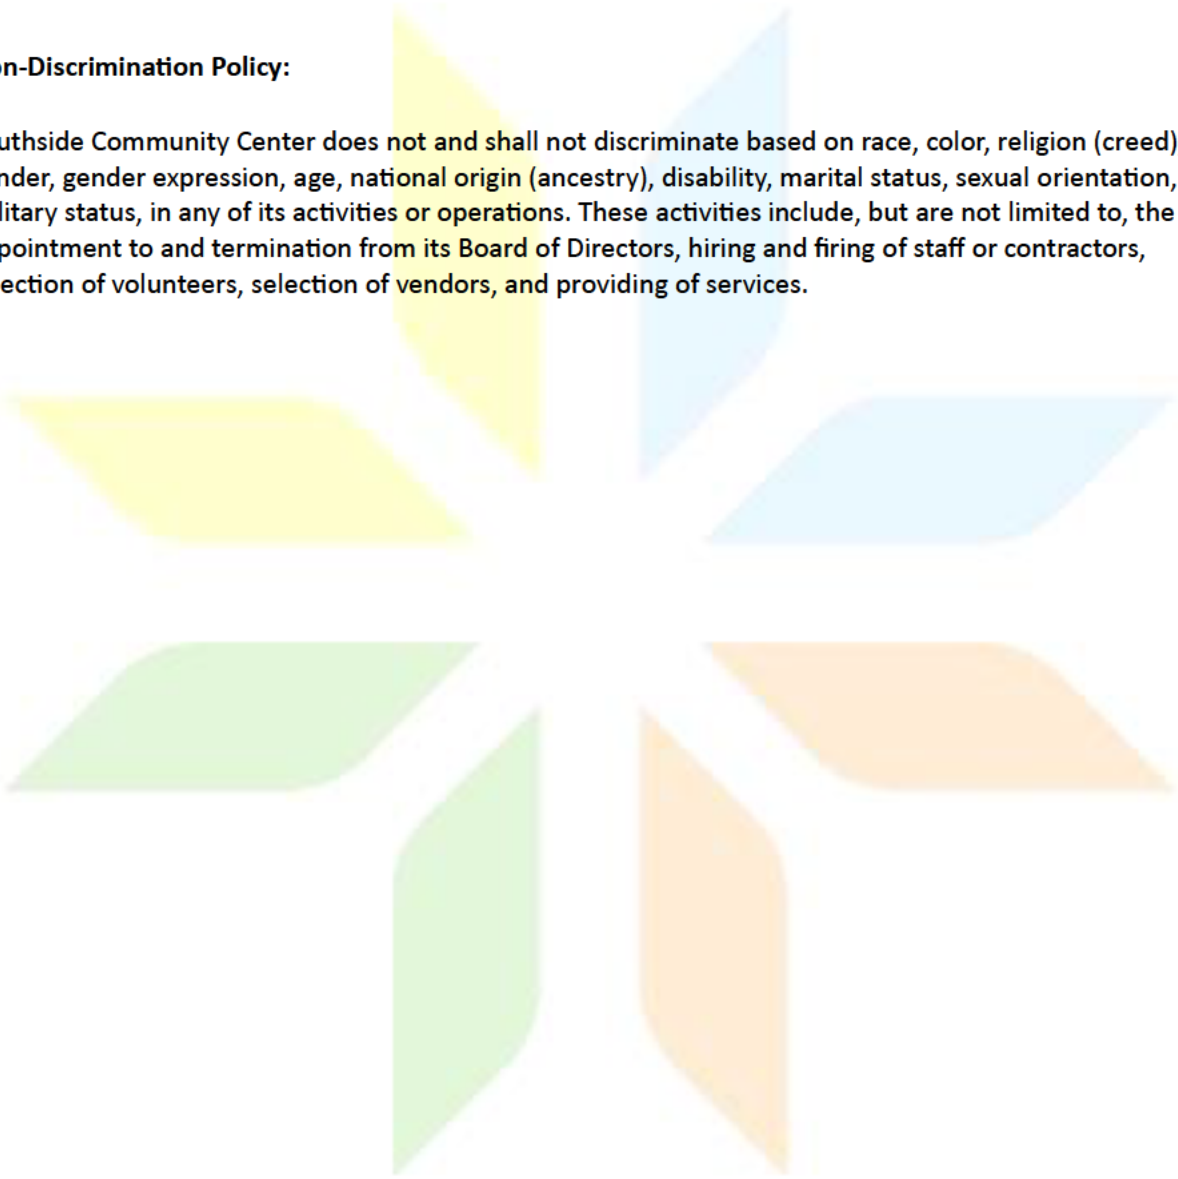 n-Discrimination Policy:
uthside Community Center does not and shall not discriminate based on race, color, religion (creed)
nder, gender expression, age, national origin (ancestry), disability, marital status, sexual orientation,
litary status, in any of its activities or operations. These activities include, but are not limited to, the
pointment to and termination from its Board of Directors, hiring and firing of staff or contractors,
ection of volunteers, selection of vendors, and providing of services.